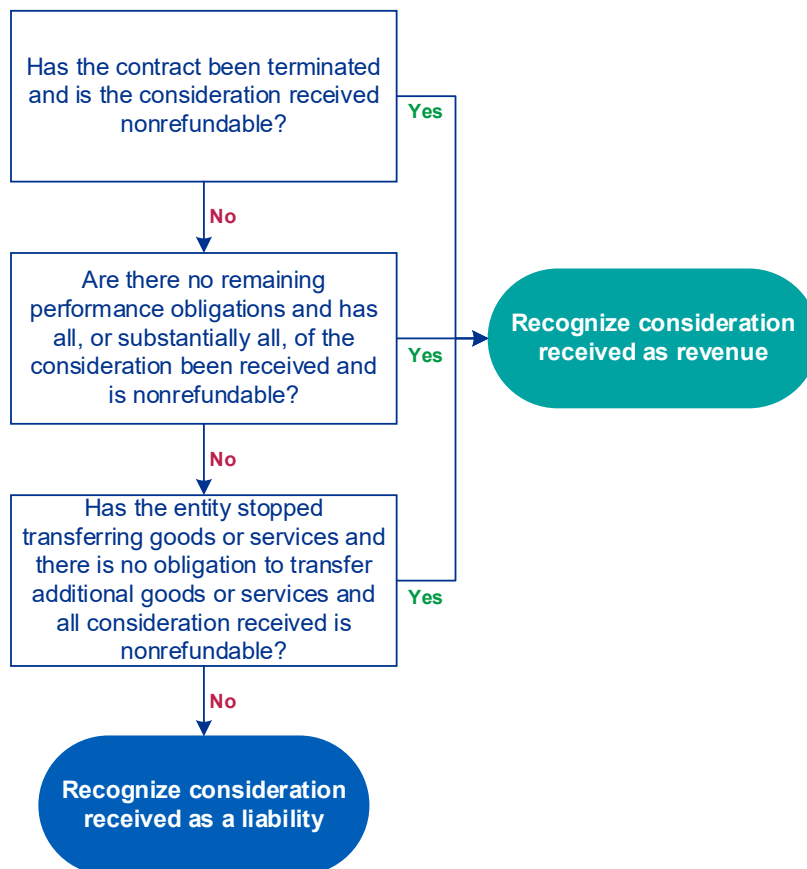 Has the contract been terminated
and is the consideration received
nonrefundable?
Yes
No
Are there no remaining
performance obligations and has
all, or substantially all, of the
consideration been received and
is nonrefundable?
Yes
Recognize consideration
received as revenue
No
Has the entity stopped
transferring goods or services and
there is no obligation to transfer
additional goods or services and
all consideration received is
nonrefundable?
Yes
No
Recognize consideration
received as a liability